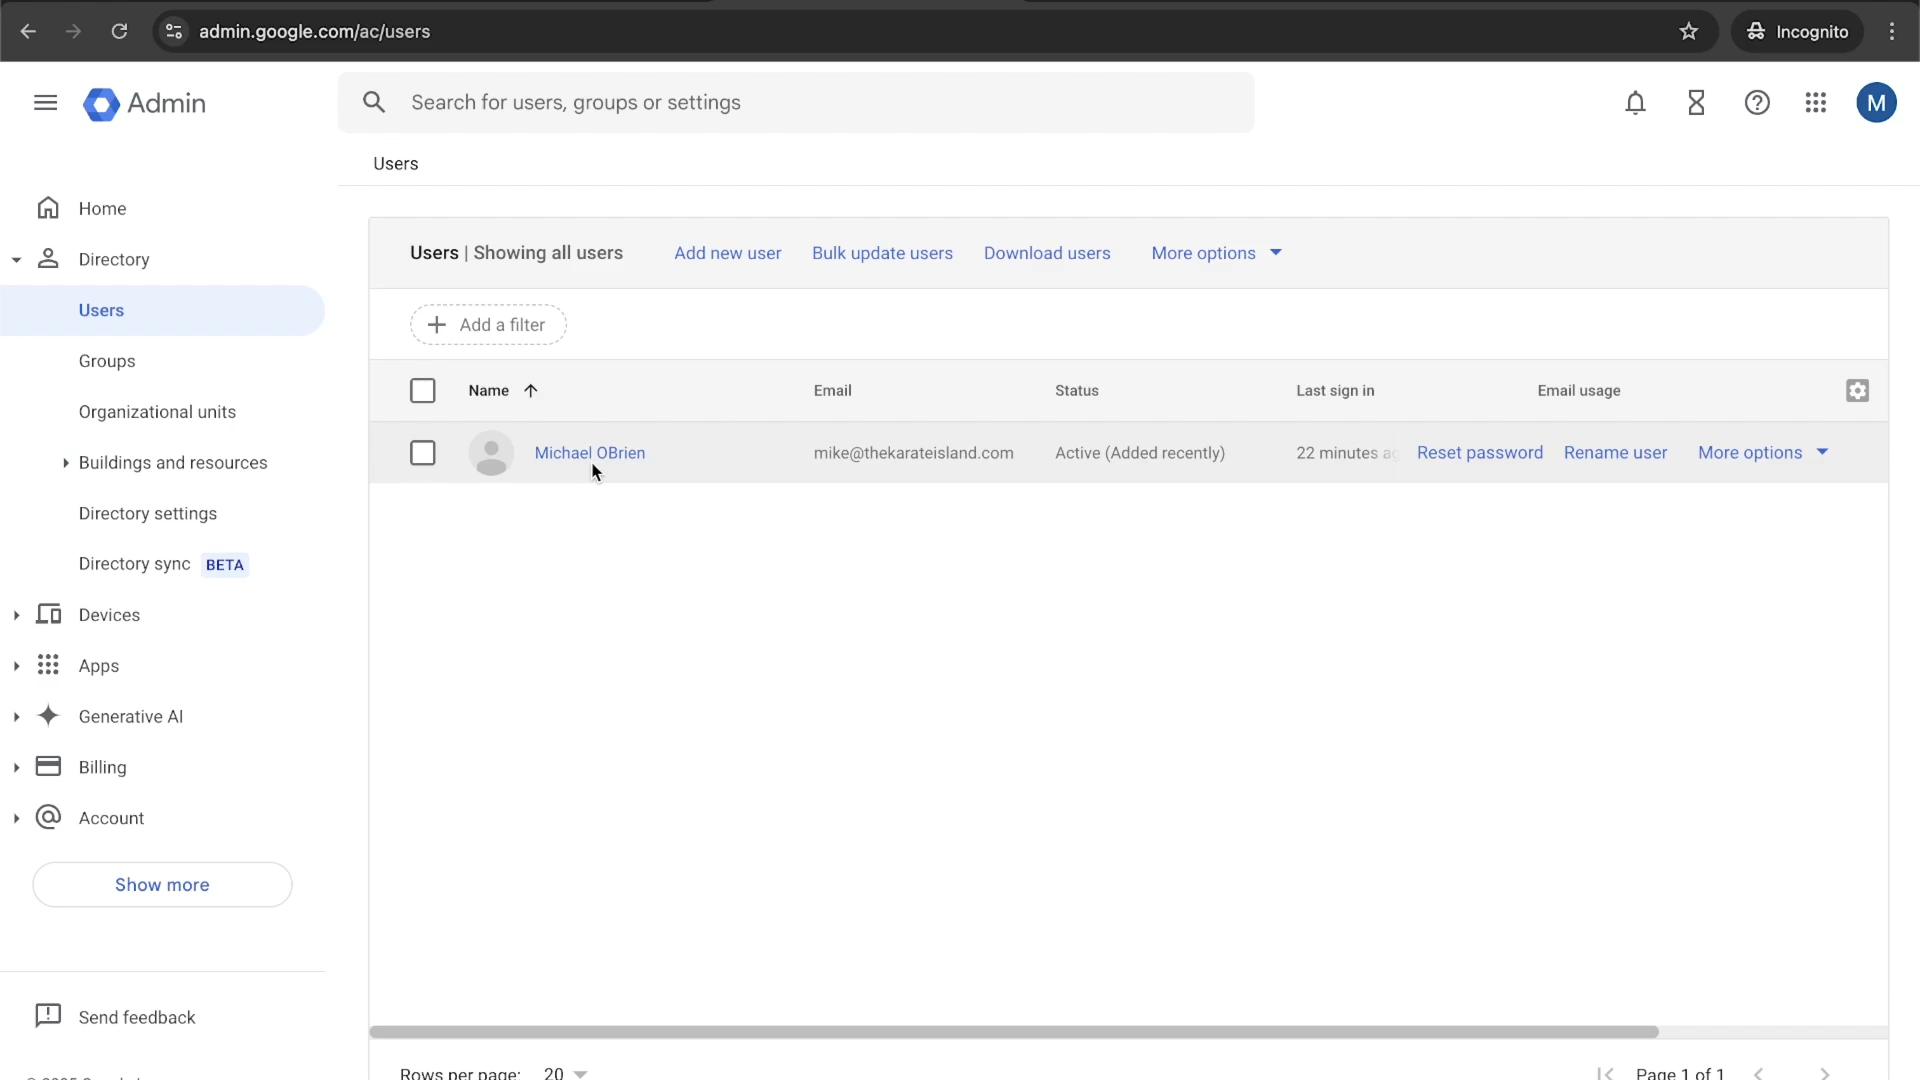 admin.google.com/ac/users
Incognito
Admin
Search for users, groups or settings
M
Users
Home
Directory
Users
Groups
Organizational units
Buildings and resources
Directory settings
Directory sync BETA
Devices
Apps
Generative AI
Billing
Account
Show more
Send feedback
Users | Showing all users
Add new user
Bulk update users
Download users
More options
Add a filter
Name
Email
Status
Last sign in
Email usage
Michael OBrien
mike@thekarateisland.com
Active (Added recently)
22 minutes
Reset password
Rename user
More options
Rows per page: 20
Page 1 of 1